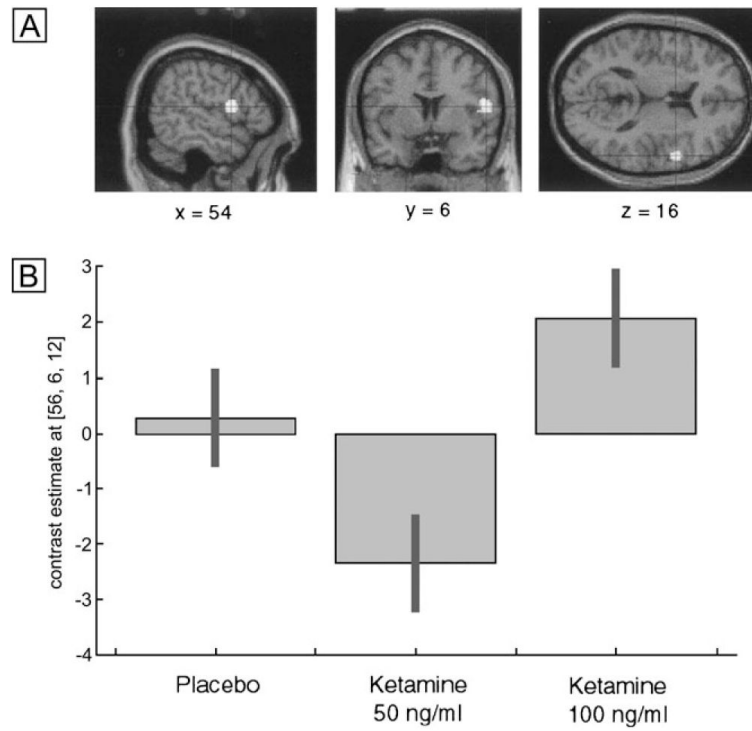 A
x = 54
y = 6
z = 16
B
contrast estimate at [56, 6, 12]
3
2
1
0
-1
-2
-3
-4
Placebo
Ketamine
50 ng/ml
Ketamine
100 ng/ml